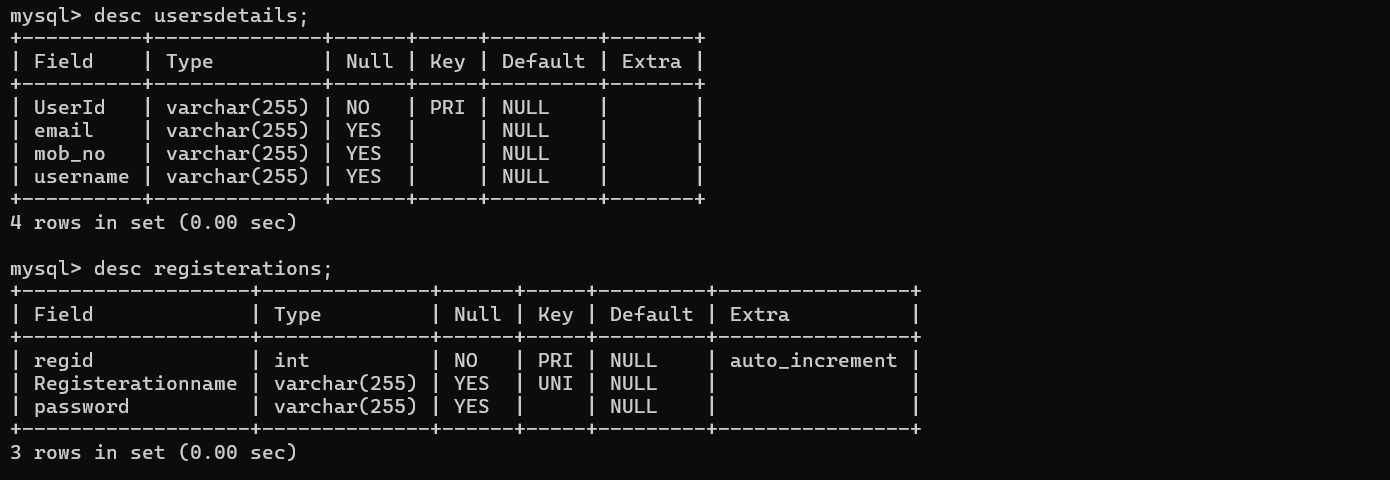 mysql> desc usersdetails;
+----------+--------------+------+-----+---------+-------+
| Field    | Type         | Null | Key | Default | Extra |
+----------+--------------+------+-----+---------+-------+
| UserId   | varchar(255) | NO   | PRI | NULL    |       |
| email    | varchar(255) | YES  |     | NULL    |       |
| mob_no   | varchar(255) | YES  |     | NULL    |       |
| username | varchar(255) | YES  |     | NULL    |       |
+----------+--------------+------+-----+---------+-------+
4 rows in set (0.00 sec)

mysql> desc registerations;
+-------------------+--------------+------+-----+---------+----------------+
| Field             | Type         | Null | Key | Default | Extra          |
+-------------------+--------------+------+-----+---------+----------------+
| regid             | int          | NO   | PRI | NULL    | auto_increment |
| Registerationname | varchar(255) | YES  | UNI | NULL    |                |
| password          | varchar(255) | YES  |     | NULL    |                |
+-------------------+--------------+------+-----+---------+----------------+
3 rows in set (0.00 sec)